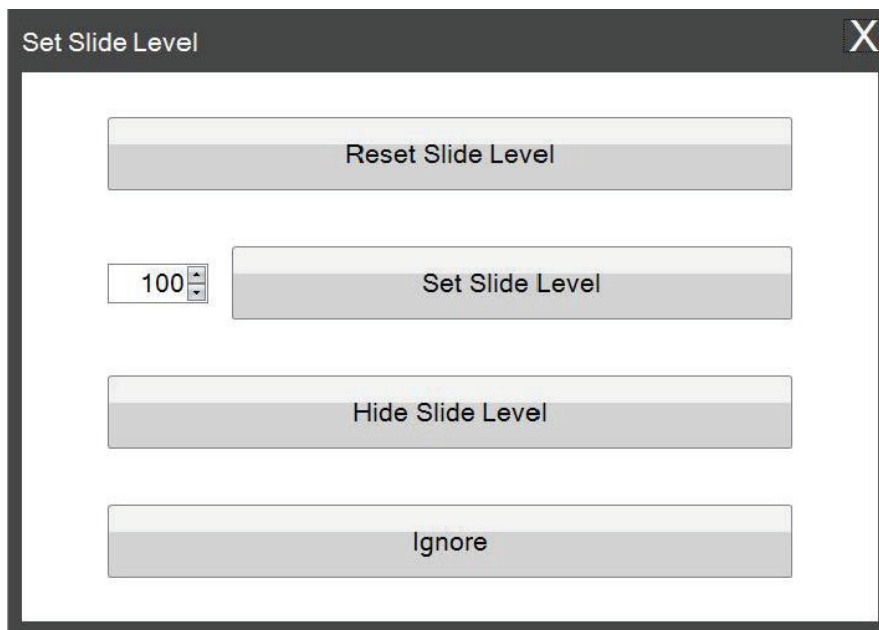 Set Slide Level X
Reset Slide Level
100 Set Slide Level
Hide Slide Level
Ignore